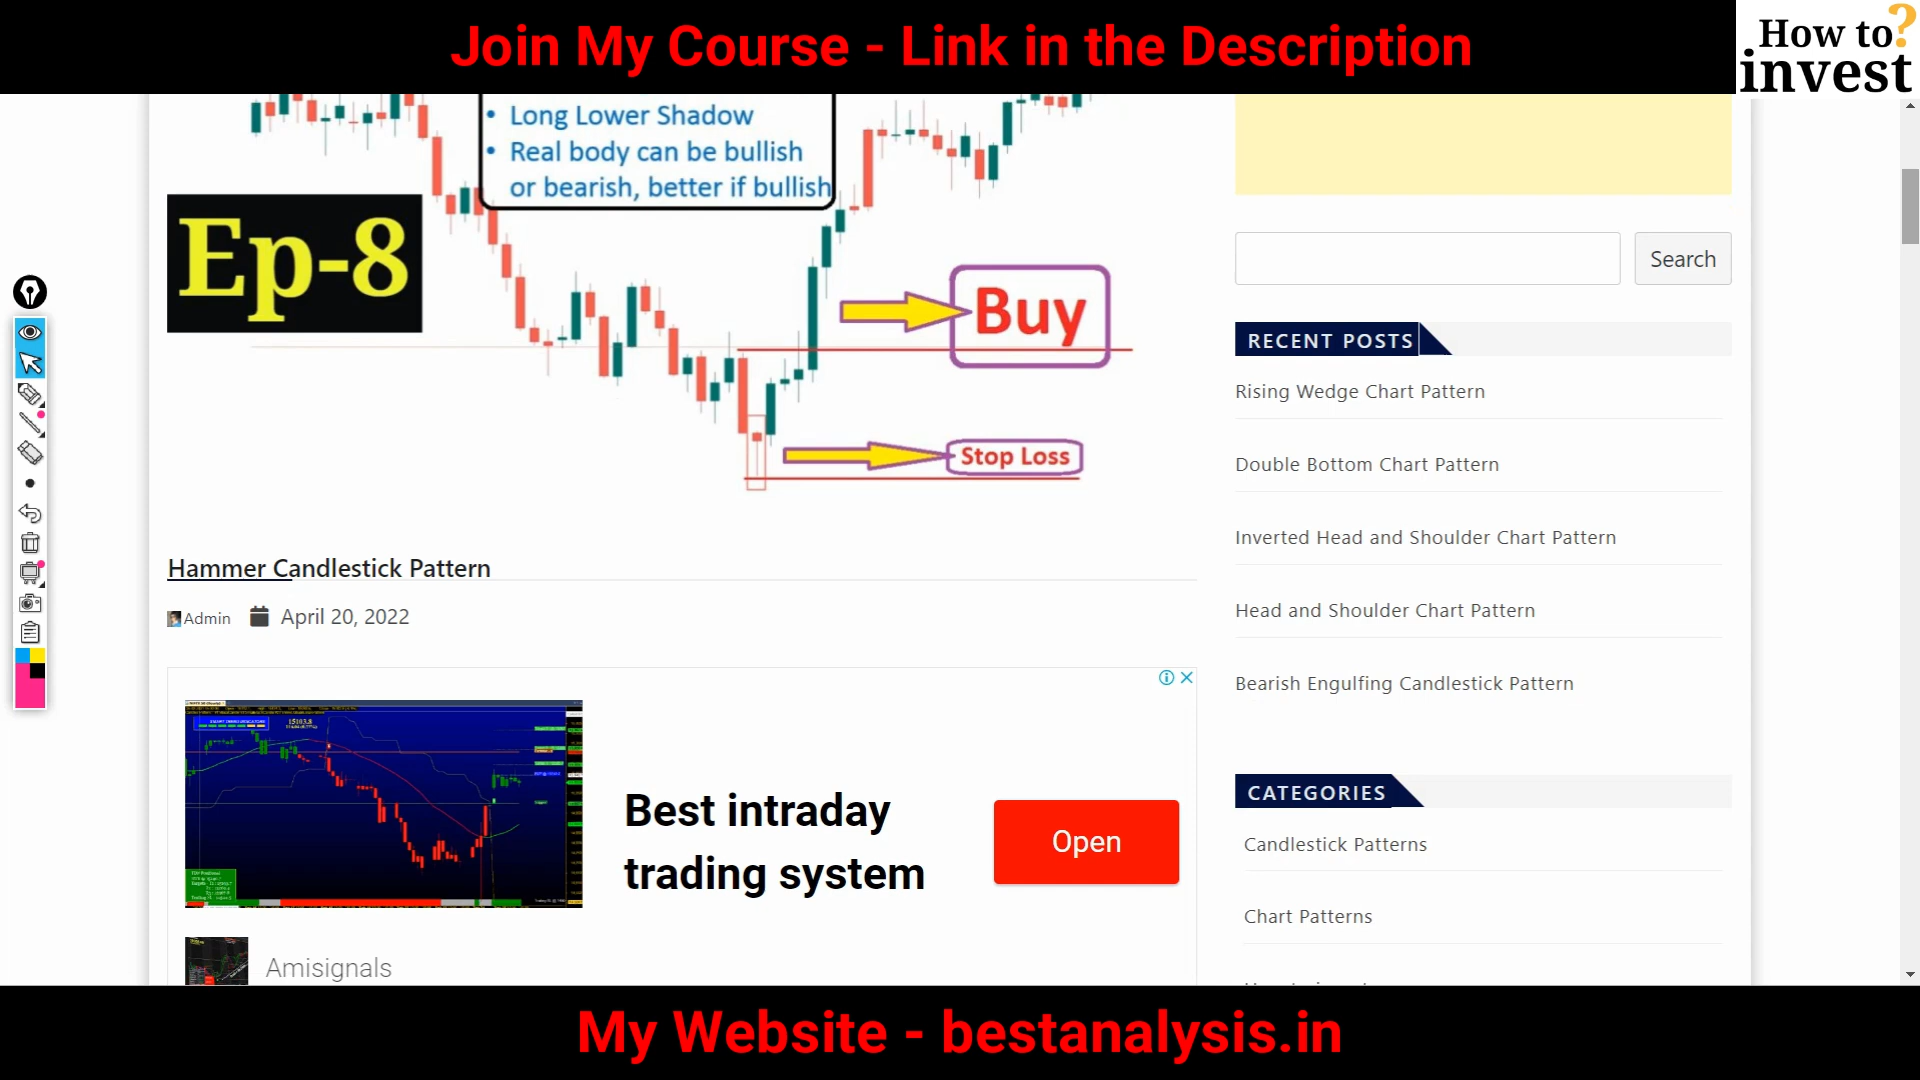 Join My Course - Link in the Description
How to?
invest
• Long Lower Shadow
• Real body can be bullish
or bearish, better if bullish
Ep-8
Buy
Stop Loss
Hammer Candlestick Pattern
Admin April 20, 2022
Best intraday
trading system
Open
Amisignals
15103.8
Search
RECENT POSTS
Rising Wedge Chart Pattern
Double Bottom Chart Pattern
Inverted Head and Shoulder Chart Pattern
Head and Shoulder Chart Pattern
Bearish Engulfing Candlestick Pattern
CATEGORIES
Candlestick Patterns
Chart Patterns
My Website - bestanalysis.in